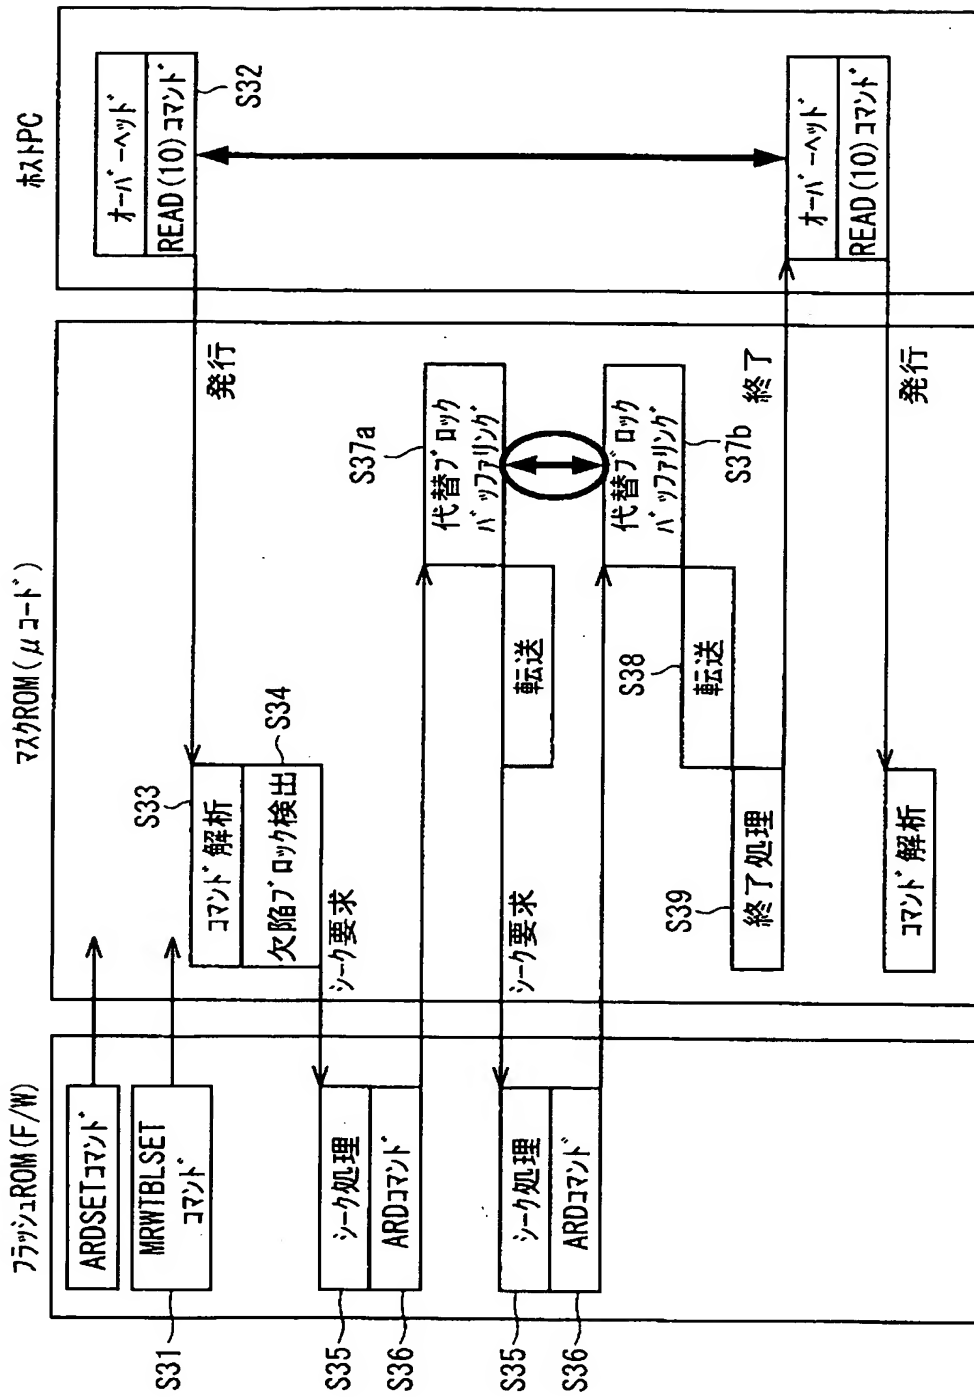 フラッシュROM(F/W)
ARDSETコマンド
MRWTBLSET
コマンド
S31
シーク処理
S35
ARDコマンド
S36
シーク処理
S35
ARDコマンド
S36
マスクROM(μコード)
S33
コマンド解析
欠陥ブロック検出
S34
シーク要求
発行
S37a
代替ブロック
バッファリング
転送
シーク要求
代替ブロック
バッファリング
S37b
S38
転送
S39
終了処理
終了
発行
コマンド解析
ホストPC
オーバーヘッド
READ(10)コマンド
S32
オーバーヘッド
READ(10)コマンド